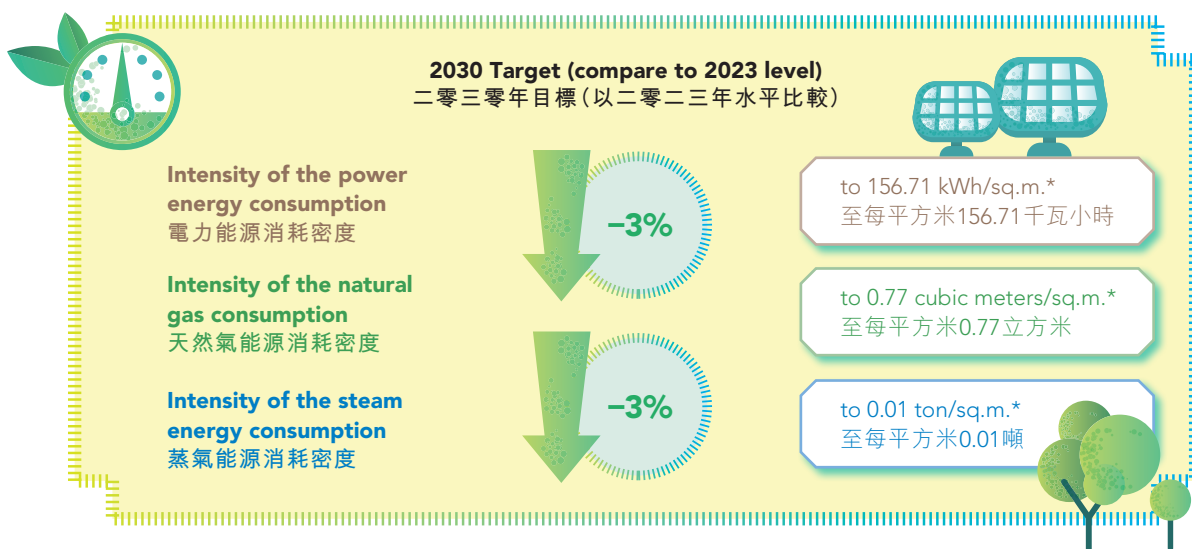 2030 Target (compare to 2023 level)
二零三零年目標（以二零二三年水平比較）
Intensity of the power
energy consumption
電力能源消耗密度
–3%
to 156.71 kWh/sq.m.*
至每平方米156.71千瓦小時
Intensity of the natural
gas consumption
天然氣能源消耗密度
to 0.77 cubic meters/sq.m.*
至每平方米0.77立方米
Intensity of the steam
energy consumption
蒸氣能源消耗密度
–3%
to 0.01 ton/sq.m.*
至每平方米0.01噸